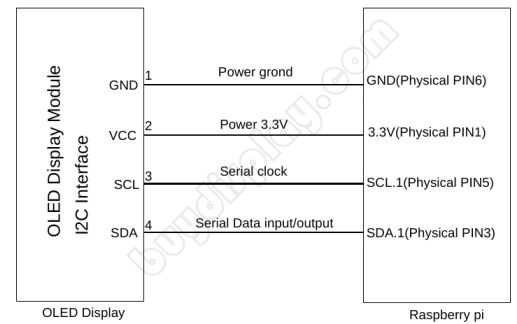 OLED Display Module
I2C Interface
GND
1
Power grond
GND(Physical PIN6)
VCC
2
Power 3.3V
3.3V(Physical PIN1)
SCL
3
Serial clock
SCL.1(Physical PIN5)
SDA
4
Serial Data input/output
SDA.1(Physical PIN3)
OLED Display
Raspberry pi
buydisplay.com